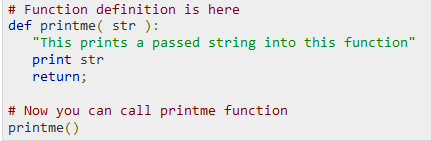 # Function definition is here
def printme( str ):
   "This prints a passed string into this function"
   print str
   return;

# Now you can call printme function
printme()